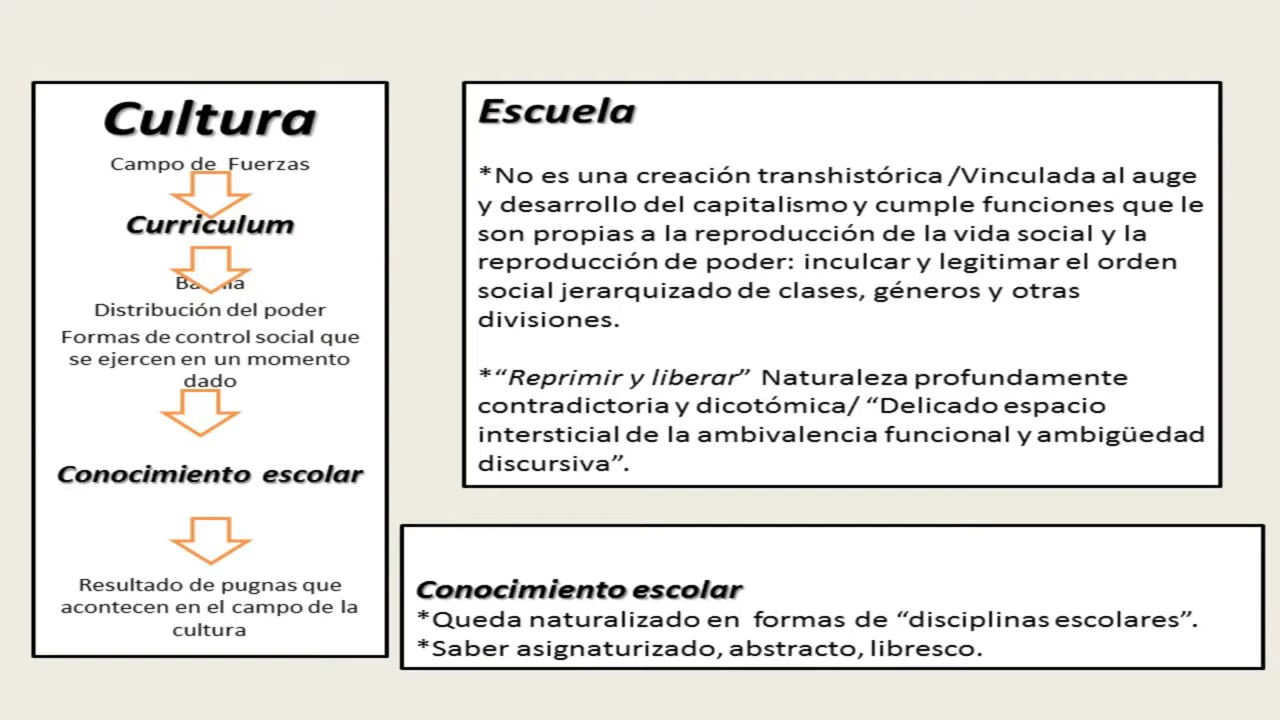 Cultura
Campo de Fuerzas
Curriculum
Distribución del poder
Formas de control social que
se ejercen en un momento
dado
Conocimiento escolar
Resultado de pugnas que
acontecen en el campo de la
cultura
Escuela
*No es una creación transhistórica /Vinculada al auge
y desarrollo del capitalismo y cumple funciones que le
son propias a la reproducción de la vida social y la
reproducción de poder: inculcar y legitimar el orden
social jerarquizado de clases, géneros y otras
divisiones.
*“Reprimir y liberar” Naturaleza profundamente
contradictoria y dicotómica/ “Delicado espacio
intersticial de la ambivalencia funcional y ambigüedad
discursiva”.
Conocimiento escolar
*Queda naturalizado en formas de “disciplinas escolares”.
*Saber asignaturizado, abstracto, libresco.